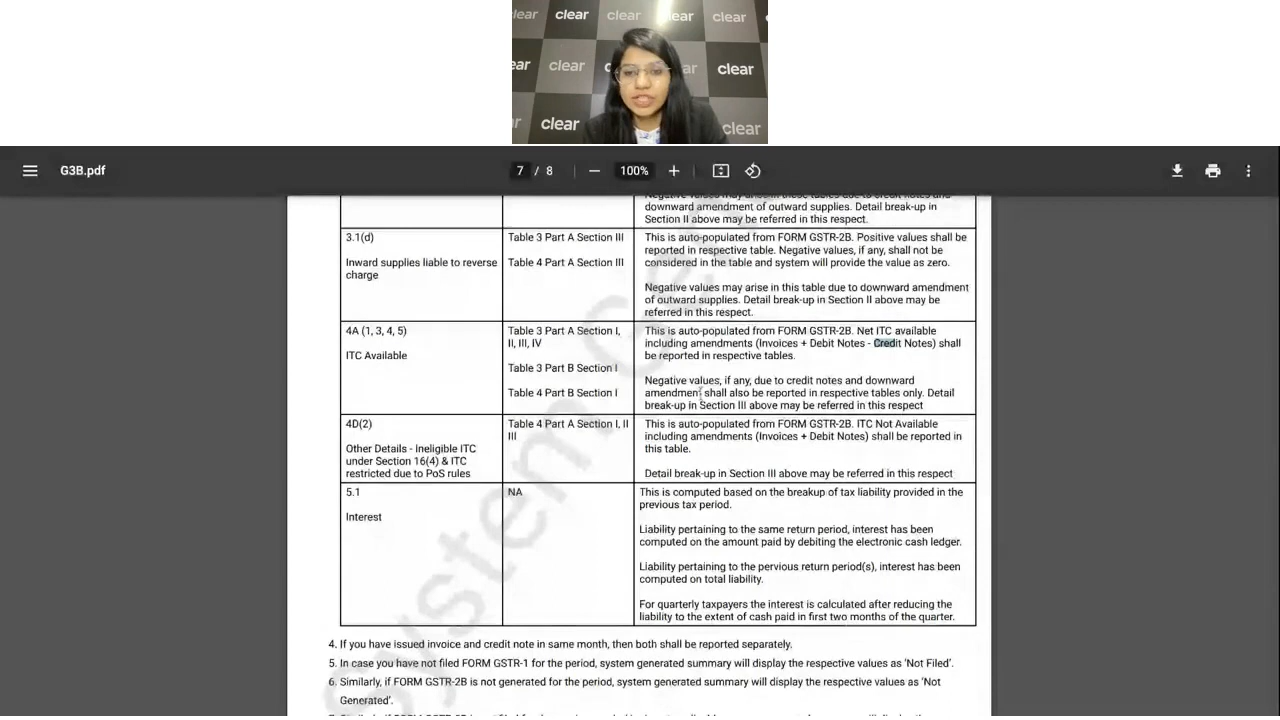 clear clear clear clear clear
ear clear ar clear
r clear clear
G3B.pdf 7 / 8 100%
Negative values may arise in these tables due to credit notes and
downward amendment of outward supplies. Detail break-up in
Section II above may be referred in this respect.
3.1(d)
Inward supplies liable to reverse
charge
Table 3 Part A Section III
Table 4 Part A Section III
This is auto-populated from FORM GSTR-2B. Positive values shall be
reported in respective table. Negative values, if any, shall not be
considered in the table and system will provide the value as zero.
Negative values may arise in this table due to downward amendment
of outward supplies. Detail break-up in Section II above may be
referred in this respect.
4A (1, 3, 4, 5)
ITC Available
Table 3 Part A Section I,
II, III, IV
Table 3 Part B Section I
Table 4 Part B Section I
This is auto-populated from FORM GSTR-2B. Net ITC available
including amendments (Invoices + Debit Notes - Credit Notes) shall
be reported in respective tables.
Negative values, if any, due to credit notes and downward
amendment shall also be reported in respective tables only. Detail
break-up in Section III above may be referred in this respect
4D(2)
Other Details - Ineligible ITC
under Section 16(4) & ITC
restricted due to PoS rules
Table 4 Part A Section I, II
III
This is auto-populated from FORM GSTR-2B. ITC Not Available
including amendments (Invoices + Debit Notes) shall be reported in
this table.
Detail break-up in Section III above may be referred in this respect
5.1
Interest
NA
This is computed based on the breakup of tax liability provided in the
previous tax period.
Liability pertaining to the same return period, interest has been
computed on the amount paid by debiting the electronic cash ledger.
Liability pertaining to the pervious return period(s), interest has been
computed on total liability.
For quarterly taxpayers the interest is calculated after reducing the
liability to the extent of cash paid in first two months of the quarter.
4. If you have issued invoice and credit note in same month, then both shall be reported separately.
5. In case you have not filed FORM GSTR-1 for the period, system generated summary will display the respective values as 'Not Filed'.
6. Similarly, if FORM GSTR-2B is not generated for the period, system generated summary will display the respective values as 'Not
Generated'.
System Ge